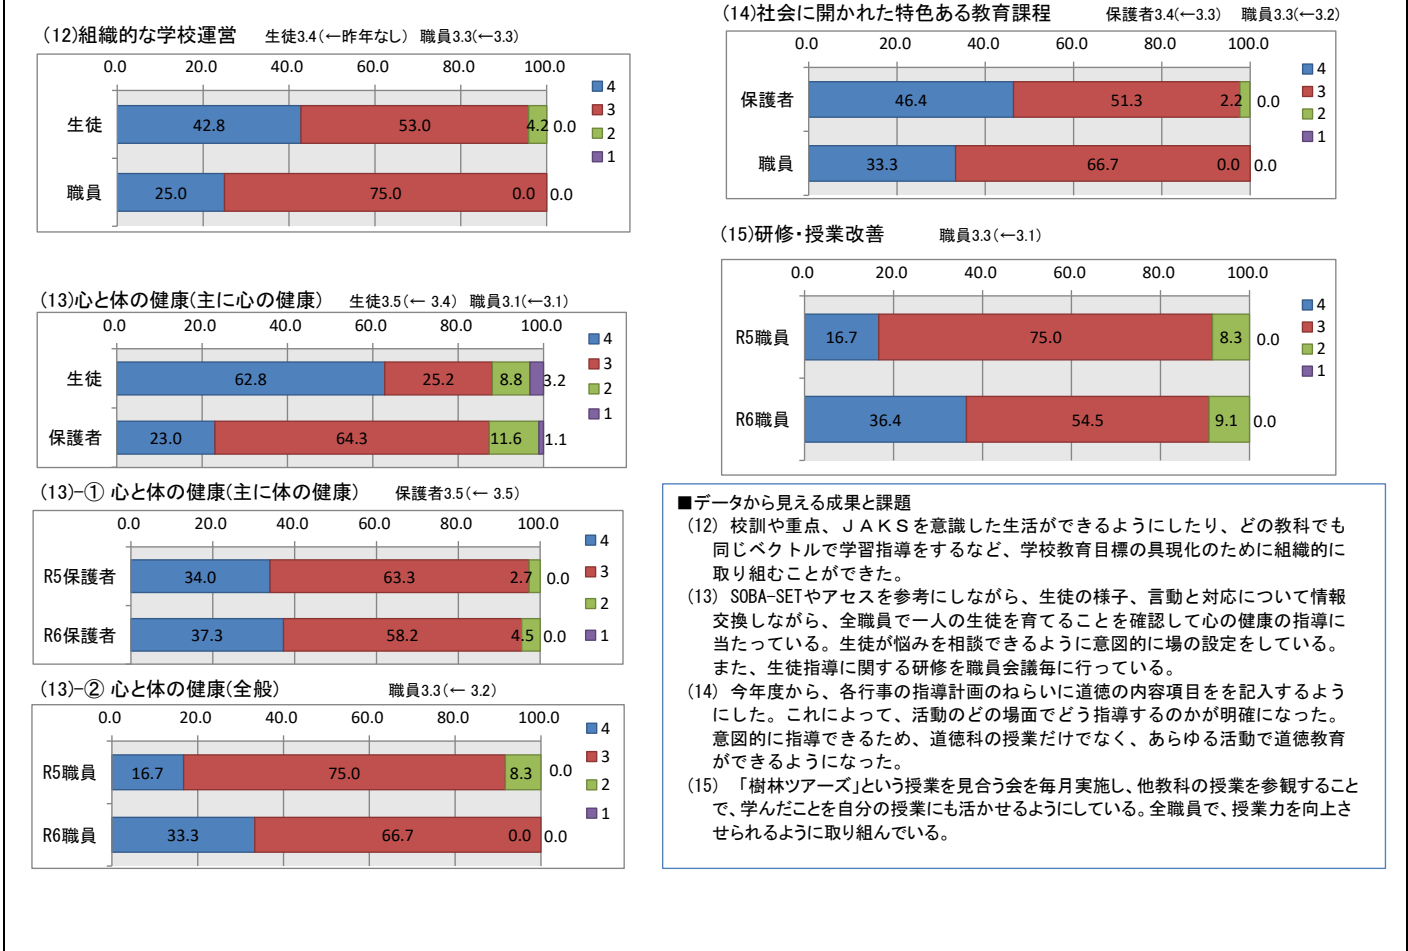 (12)組織的な学校運営　生徒3.4(←昨年なし) 職員3.3(←3.3)
0.0 20.0 40.0 60.0 80.0 100.0
生徒 42.8 53.0 4.2 0.0
職員 25.0 75.0 0.0 0.0
4
3
2
1
(13)心と体の健康(主に心の健康)　生徒3.5(← 3.4) 職員3.1(←3.1)
0.0 20.0 40.0 60.0 80.0 100.0
生徒 62.8 25.2 8.8 3.2
保護者 23.0 64.3 11.6 1.1
4
3
2
1
(13)-① 心と体の健康(主に体の健康)　保護者3.5(← 3.5)
0.0 20.0 40.0 60.0 80.0 100.0
R5保護者 34.0 63.3 2.7 0.0
R6保護者 37.3 58.2 4.5 0.0
4
3
2
1
(13)-② 心と体の健康(全般)　職員3.3(← 3.2)
0.0 20.0 40.0 60.0 80.0 100.0
R5職員 16.7 75.0 8.3 0.0
R6職員 33.3 66.7 0.0 0.0
4
3
2
1
(14)社会に開かれた特色ある教育課程　保護者3.4(←3.3)　職員3.3(←3.2)
0.0 20.0 40.0 60.0 80.0 100.0
保護者 46.4 51.3 2.2 0.0
職員 33.3 66.7 0.0 0.0
4
3
2
1
(15)研修・授業改善　職員3.3(←3.1)
0.0 20.0 40.0 60.0 80.0 100.0
R5職員 16.7 75.0 8.3 0.0
R6職員 36.4 54.5 9.1 0.0
4
3
2
1
■データから見える成果と課題
(12) 校訓や重点、ＪＡＫＳを意識した生活ができるようにしたり、どの教科でも
同じベクトルで学習指導をするなど、学校教育目標の具現化のために組織的に
取り組むことができた。
(13) SOBA-SETやアセスを参考にしながら、生徒の様子、言動と対応について情報
交換しながら、全職員で一人の生徒を育てることを確認して心の健康の指導に
当たっている。生徒が悩みを相談できるように意図的に場の設定をしている。
また、生徒指導に関する研修を職員会議毎に行っている。
(14) 今年度から、各行事の指導計画のねらいに道徳の内容項目をを記入するよう
にした。これによって、活動のどの場面でどう指導するのかが明確になった。
意図的に指導できるため、道徳科の授業だけでなく、あらゆる活動で道徳教育
ができるようになった。
(15) 「樹林ツアーズ」という授業を見合う会を毎月実施し、他教科の授業を参観すること
で、学んだことを自分の授業にも活かせるようにしている。全職員で、授業力を向上さ
せられるように取り組んでいる。